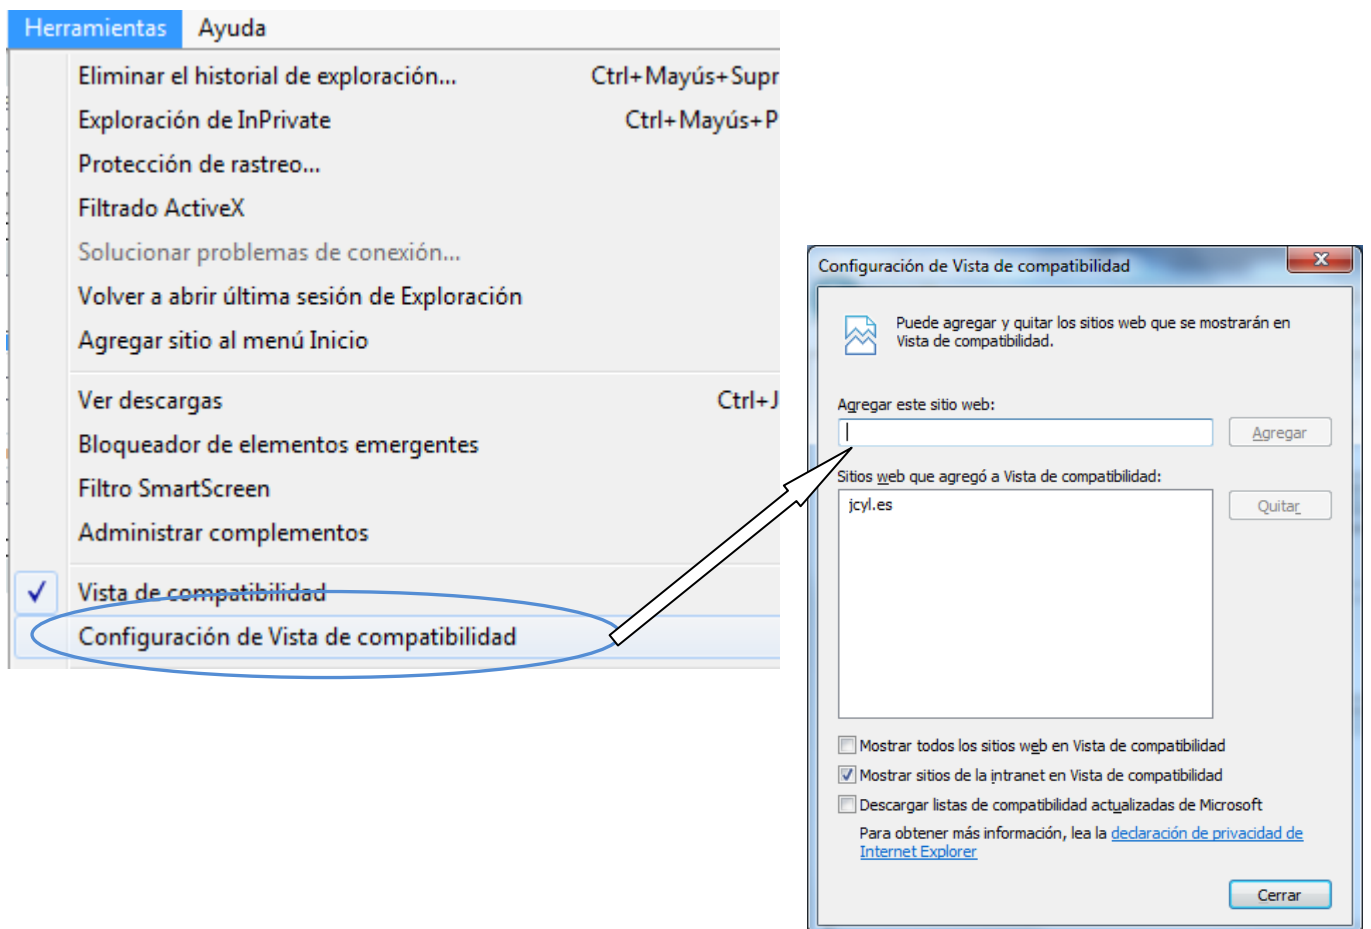 Herramientas Ayuda
Eliminar el historial de exploración... Ctrl+Mayús+Supr
Exploración de InPrivate Ctrl+Mayús+P
Protección de rastreo...
Filtrado ActiveX
Solucionar problemas de conexión...
Volver a abrir última sesión de Exploración
Agregar sitio al menú Inicio
Ver descargas Ctrl+J
Bloqueador de elementos emergentes
Filtro SmartScreen
Administrar complementos
Vista de compatibilidad
Configuración de Vista de compatibilidad
Configuración de Vista de compatibilidad
Puede agregar y quitar los sitios web que se mostrarán en
Vista de compatibilidad.
Agregar este sitio web:
Agregar
Sitios web que agregó a Vista de compatibilidad:
jcyl.es
Quitar
Mostrar todos los sitios web en Vista de compatibilidad
Mostrar sitios de la intranet en Vista de compatibilidad
Descargar listas de compatibilidad actualizadas de Microsoft
Para obtener más información, lea la declaración de privacidad de
Internet Explorer
Cerrar